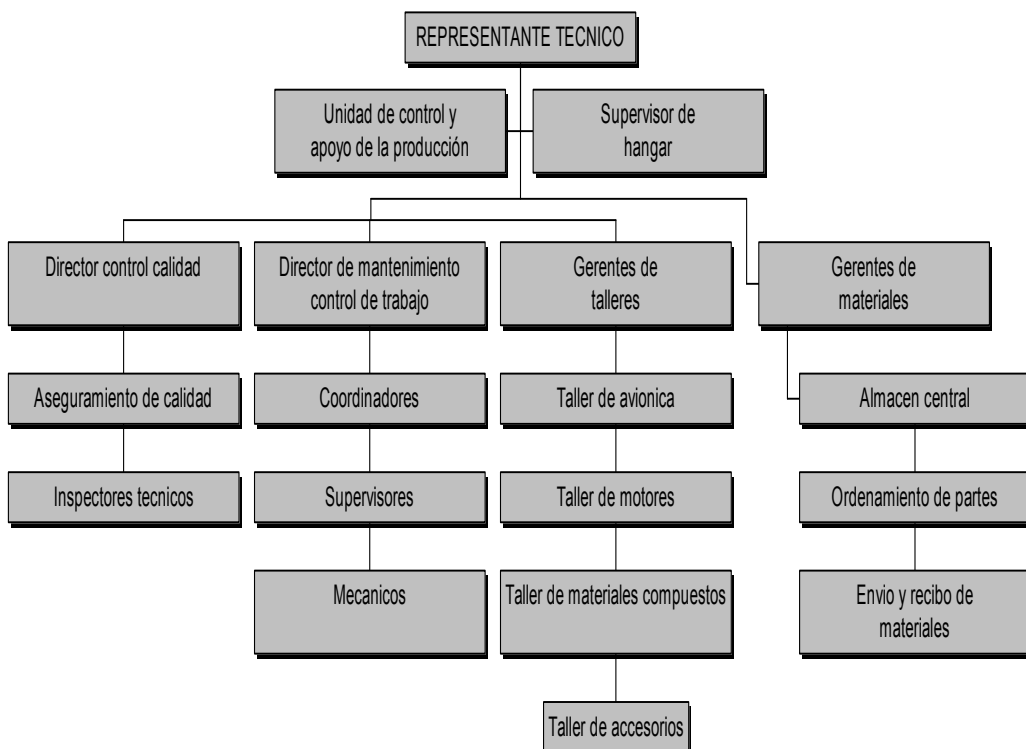 REPRESENTANTE TECNICO
Unidad de control y
apoyo de la producción
Supervisor de
hangar
Director control calidad
Director de mantenimiento
control de trabajo
Gerentes de
talleres
Gerentes de
materiales
Aseguramiento de calidad
Coordinadores
Taller de avionica
Almacen central
Inspectores tecnicos
Supervisores
Taller de motores
Ordenamiento de partes
Mecanicos
Taller de materiales compuestos
Envio y recibo de
materiales
Taller de accesorios